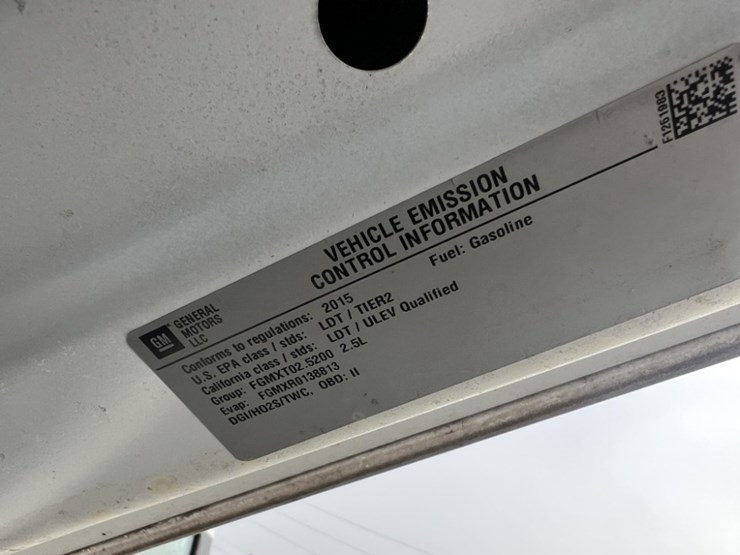 F1261983
VEHICLE EMISSION
CONTROL INFORMATION
GM
GENERAL
MOTORS
LLC
Fuel: Gasoline
Conforms to regulations: 2015
U.S. EPA class / stds: LDT / TIER2
California class / stds: LDT / ULEV Qualified
Group: FGMXT02.5200 2.5L
Evap: FGMXR0138813
DGI/HO2S/TWC, OBD: II